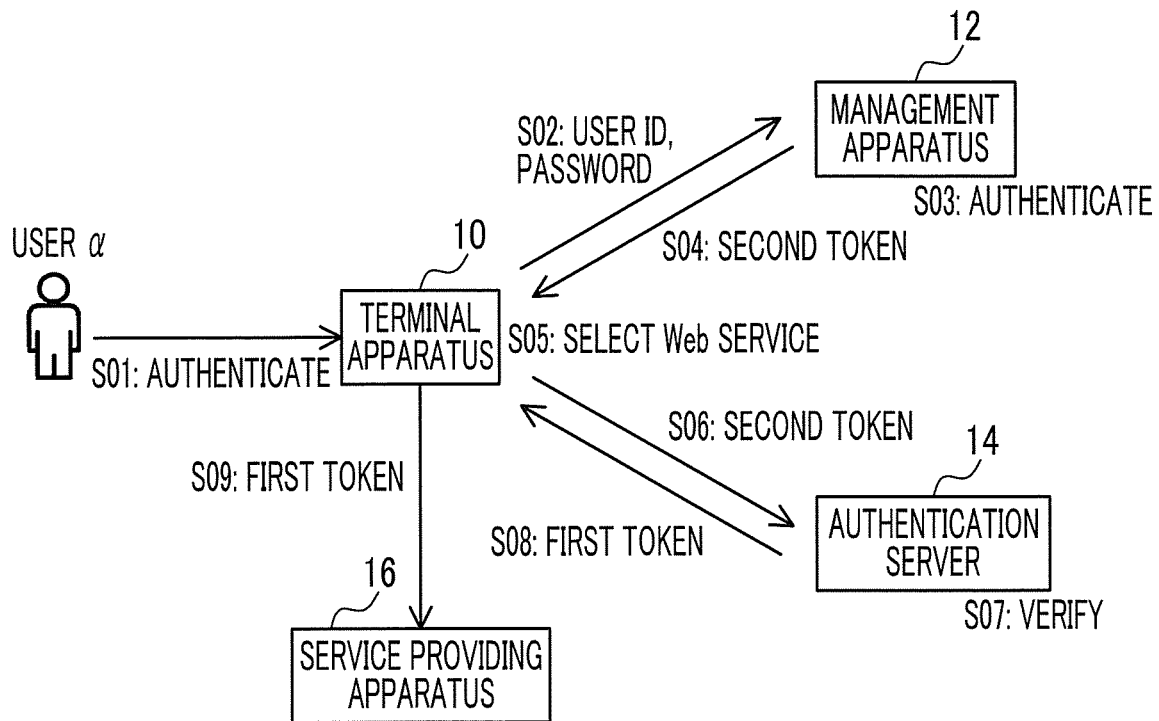 12
MANAGEMENT
APPARATUS
S02: USER ID,
PASSWORD
S03: AUTHENTICATE
S04: SECOND TOKEN
USER α
10
TERMINAL
APPARATUS
S05: SELECT Web SERVICE
S01: AUTHENTICATE
S06: SECOND TOKEN
14
S09: FIRST TOKEN
S08: FIRST TOKEN
AUTHENTICATION
SERVER
S07: VERIFY
16
SERVICE PROVIDING
APPARATUS